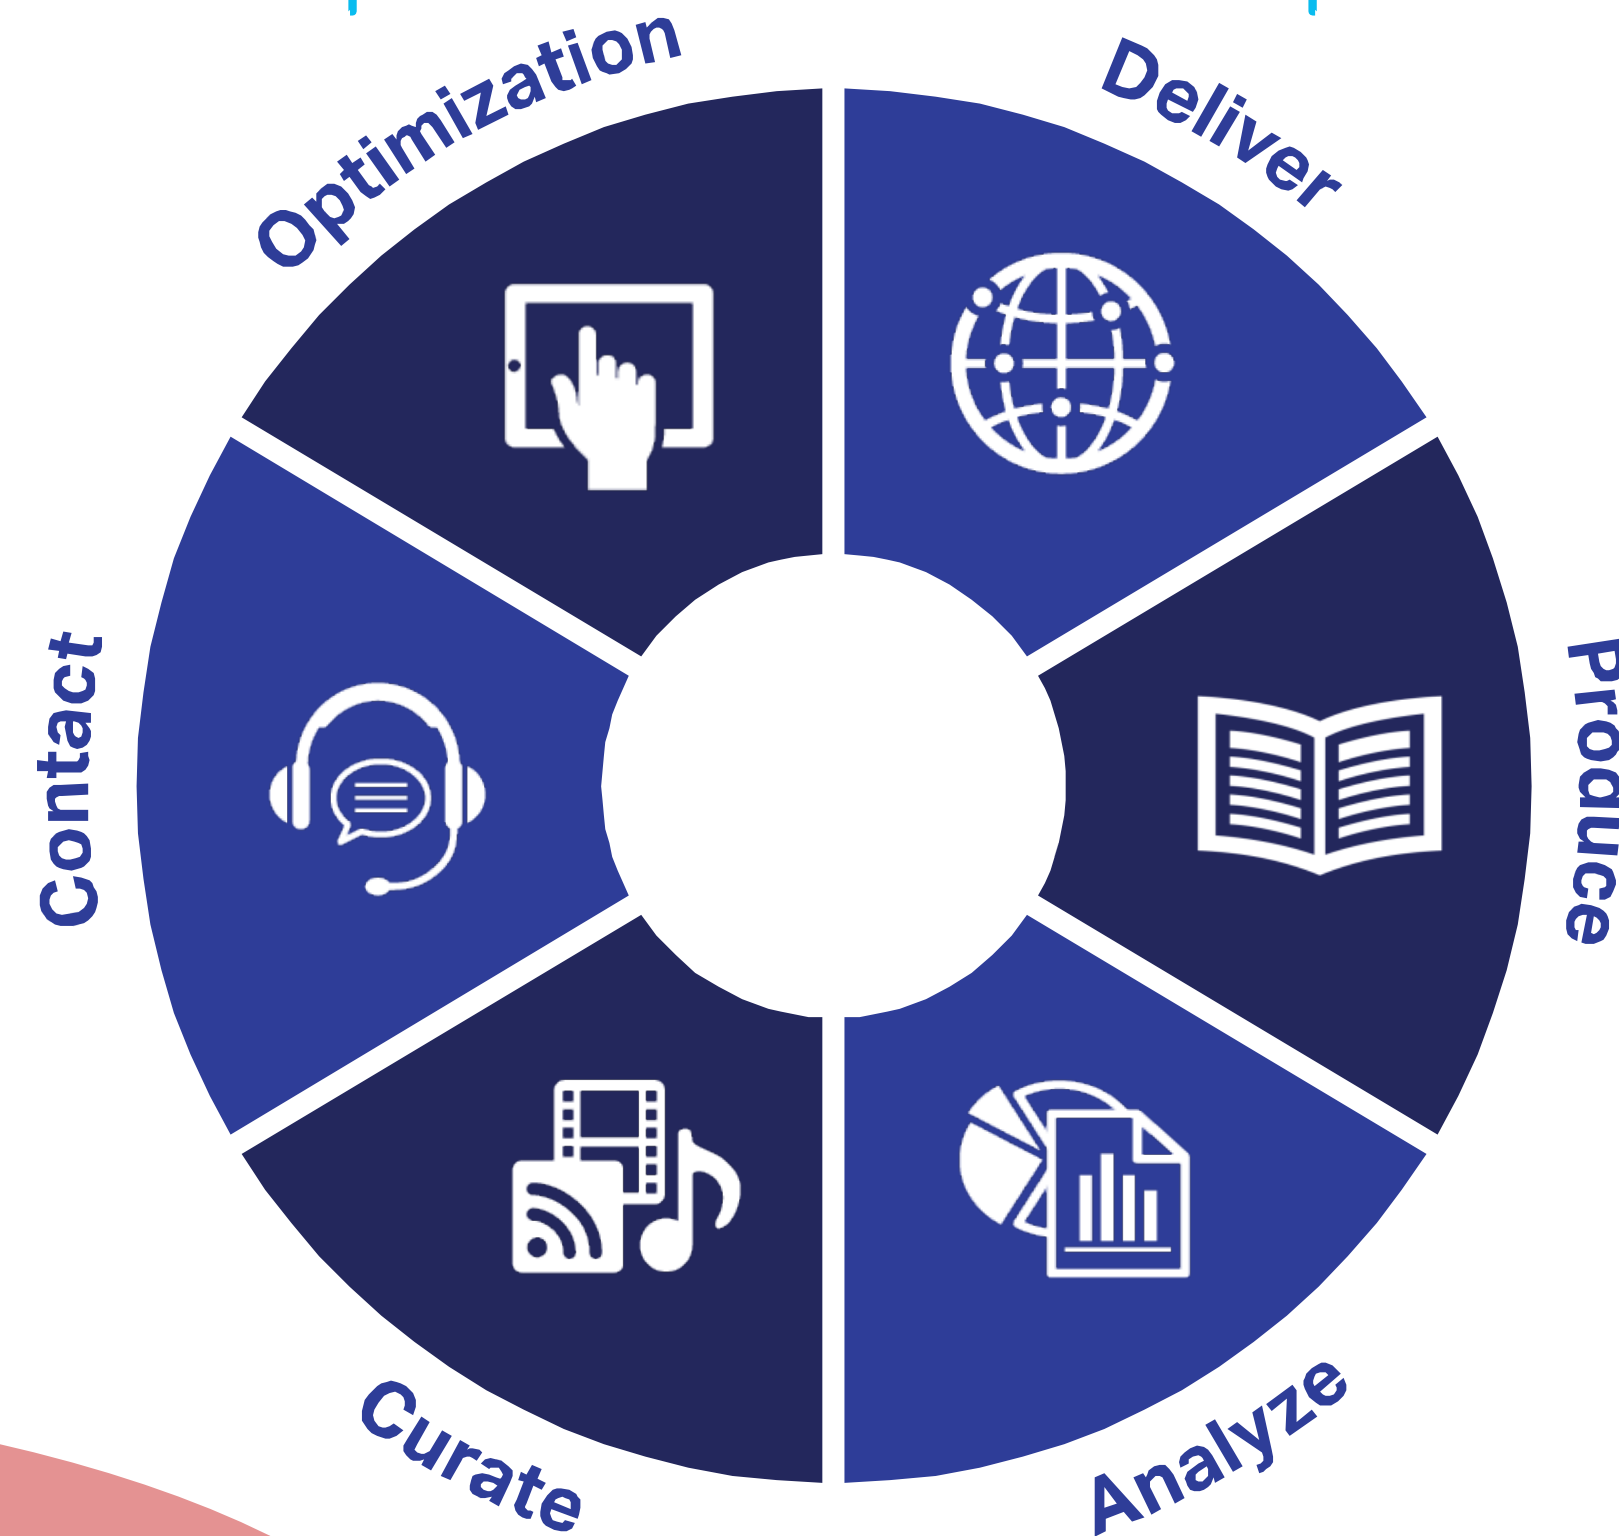 Optimization
Deliver
Contact
Produce
Curate
Analyze